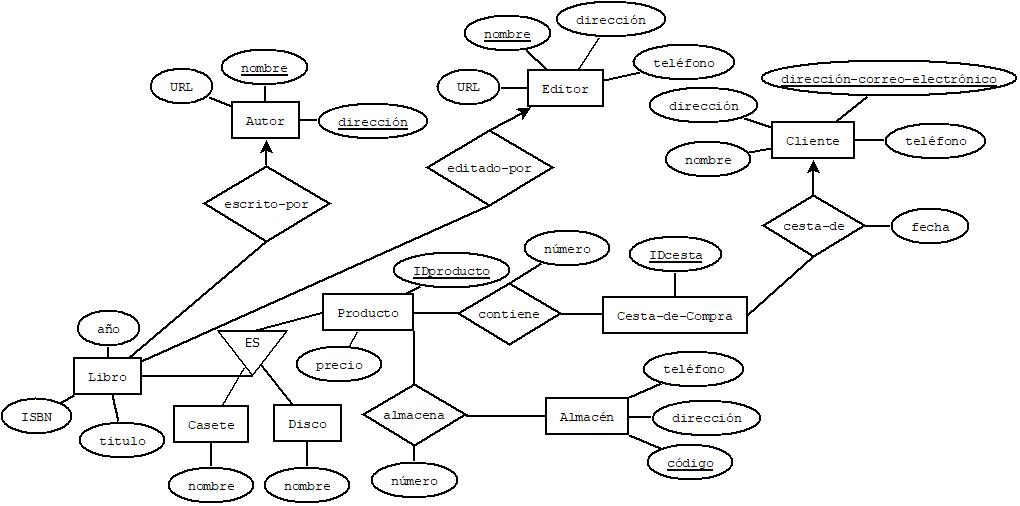 dirección
nombre
teléfono
URL
Editor
nombre
URL
Autor
dirección
dirección-correo-electrónico
dirección
Cliente
teléfono
nombre
editado-por
escrito-por
cesta-de
fecha
número
IDcesta
IDproducto
Producto
contiene
Cesta-de-Compra
año
ES
precio
Libro
teléfono
ISBN
titulo
Casete
Disco
almacena
Almacén
dirección
código
nombre
nombre
número